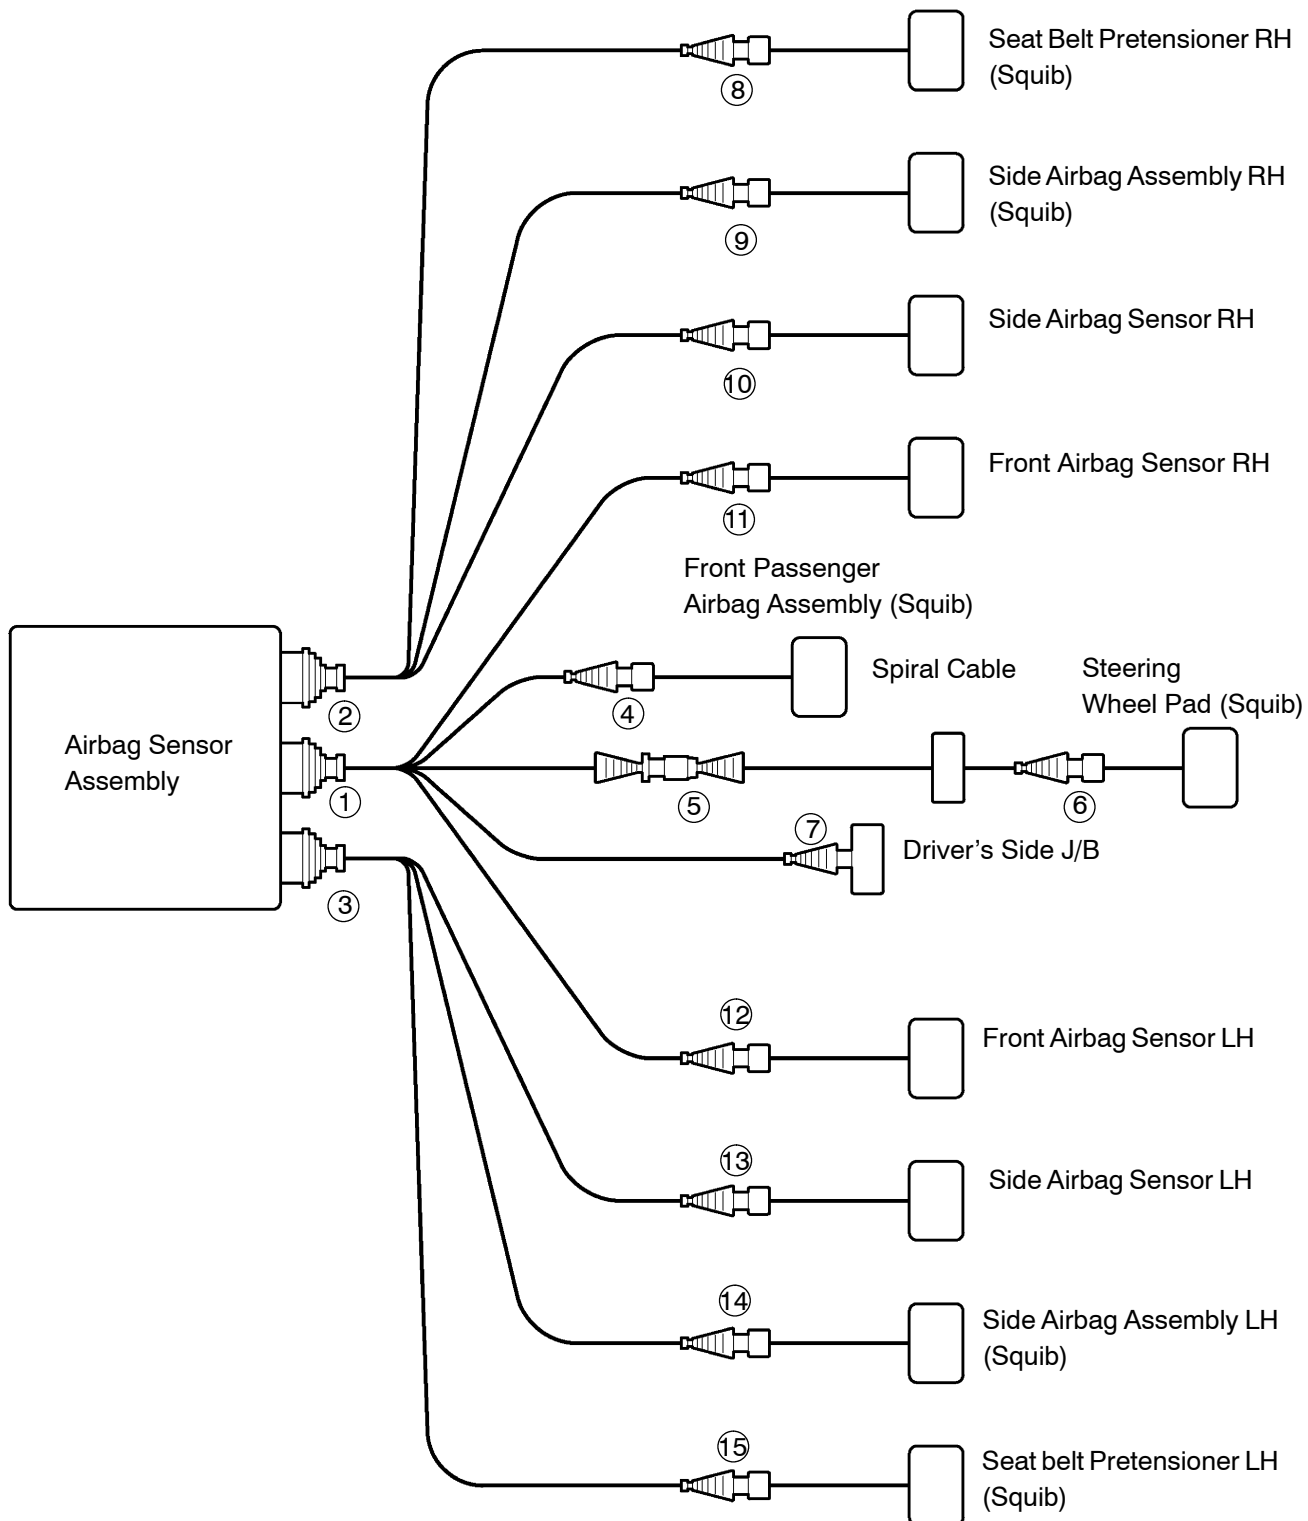 Seat Belt Pretensioner RH
(Squib)
8
Side Airbag Assembly RH
(Squib)
9
Side Airbag Sensor RH
10
Front Airbag Sensor RH
11
Front Passenger
Airbag Assembly (Squib)
Spiral Cable
Steering
Wheel Pad (Squib)
4
2
Airbag Sensor
Assembly
1
5
6
7
Driver’s Side J/B
3
12
Front Airbag Sensor LH
13
Side Airbag Sensor LH
14
Side Airbag Assembly LH
(Squib)
15
Seat belt Pretensioner LH
(Squib)